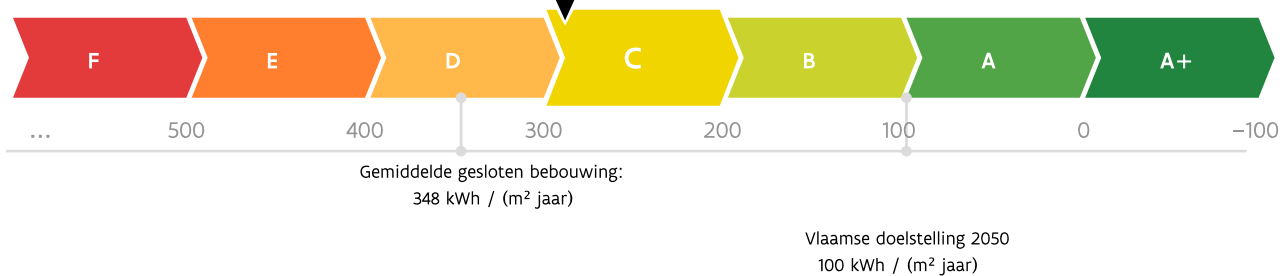 F E D C B A A+
... 500 400 300 200 100 0 −100
Gemiddelde gesloten bebouwing:
348 kWh / (m² jaar)
Vlaamse doelstelling 2050
100 kWh / (m² jaar)